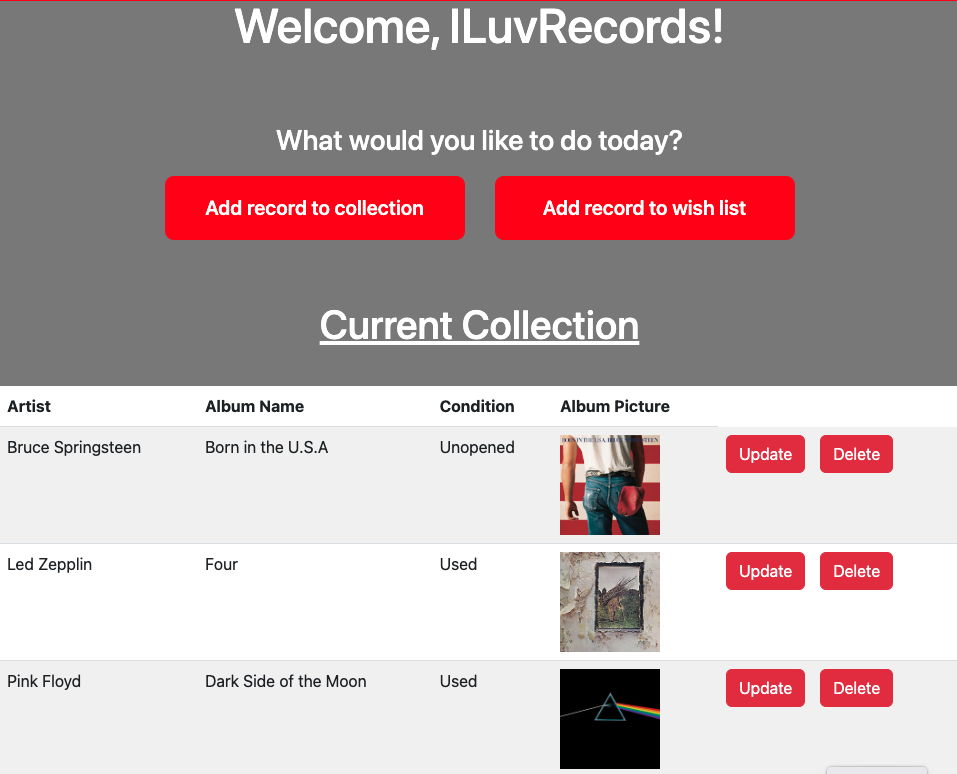 Welcome, ILuvRecords!
What would you like to do today?
Add record to collection Add record to wish list
Current Collection
Artist Album Name Condition Album Picture
Bruce Springsteen Born in the U.S.A Unopened Update Delete
BORN IN THE U.S.A. BRUCE SPRINGSTEEN
Led Zepplin Four Used Update Delete
Pink Floyd Dark Side of the Moon Used Update Delete